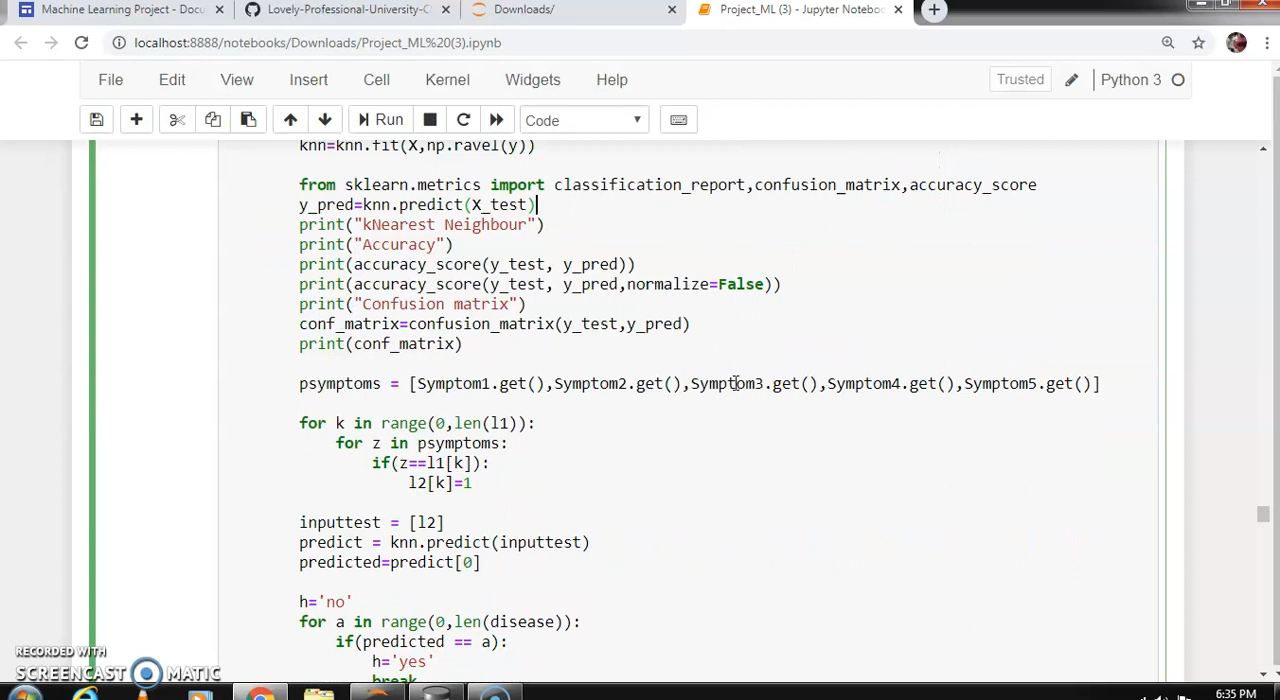 Machine Learning Project - Docu
Lovely-Professional-University-C
Downloads/
Project_ML (3) - Jupyter Notebo
localhost:8888/notebooks/Downloads/Project_ML%20(3).ipynb
File Edit View Insert Cell Kernel Widgets Help Trusted Python 3
Run Code
knn=knn.fit(X,np.ravel(y))
from sklearn.metrics import classification_report,confusion_matrix,accuracy_score
y_pred=knn.predict(X_test)
print("kNearest Neighbour")
print("Accuracy")
print(accuracy_score(y_test, y_pred))
print(accuracy_score(y_test, y_pred,normalize=False))
print("Confusion matrix")
conf_matrix=confusion_matrix(y_test,y_pred)
print(conf_matrix)
psymptoms = [Symptom1.get(),Symptom2.get(),Symptom3.get(),Symptom4.get(),Symptom5.get()]
for k in range(0,len(l1)):
for z in psymptoms:
if(z==l1[k]):
l2[k]=1
inputtest = [l2]
predict = knn.predict(inputtest)
predicted=predict[0]
h='no'
for a in range(0,len(disease)):
if(predicted == a):
h='yes'
break
RECORDED WITH
SCREENCAST MATIC
6:35 PM